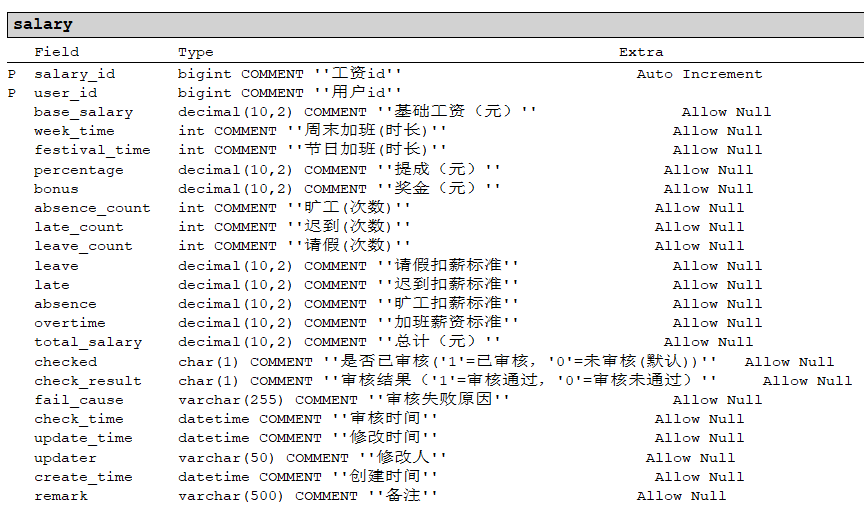 salary
Field Type Extra
P salary_id bigint COMMENT ''工资id'' Auto Increment
P user_id bigint COMMENT ''用户id''
base_salary decimal(10,2) COMMENT ''基础工资（元）'' Allow Null
week_time int COMMENT ''周末加班(时长)'' Allow Null
festival_time int COMMENT ''节日加班(时长)'' Allow Null
percentage decimal(10,2) COMMENT ''提成（元）'' Allow Null
bonus decimal(10,2) COMMENT ''奖金（元）'' Allow Null
absence_count int COMMENT ''旷工(次数)'' Allow Null
late_count int COMMENT ''迟到(次数)'' Allow Null
leave_count int COMMENT ''请假(次数)'' Allow Null
leave decimal(10,2) COMMENT ''请假扣薪标准'' Allow Null
late decimal(10,2) COMMENT ''迟到扣薪标准'' Allow Null
absence decimal(10,2) COMMENT ''旷工扣薪标准'' Allow Null
overtime decimal(10,2) COMMENT ''加班薪资标准'' Allow Null
total_salary decimal(10,2) COMMENT ''总计（元）'' Allow Null
checked char(1) COMMENT ''是否已审核('1'=已审核，'0'=未审核(默认))'' Allow Null
check_result char(1) COMMENT ''审核结果（'1'=审核通过，'0'=审核未通过）'' Allow Null
fail_cause varchar(255) COMMENT ''审核失败原因'' Allow Null
check_time datetime COMMENT ''审核时间'' Allow Null
update_time datetime COMMENT ''修改时间'' Allow Null
updater varchar(50) COMMENT ''修改人'' Allow Null
create_time datetime COMMENT ''创建时间'' Allow Null
remark varchar(500) COMMENT ''备注'' Allow Null